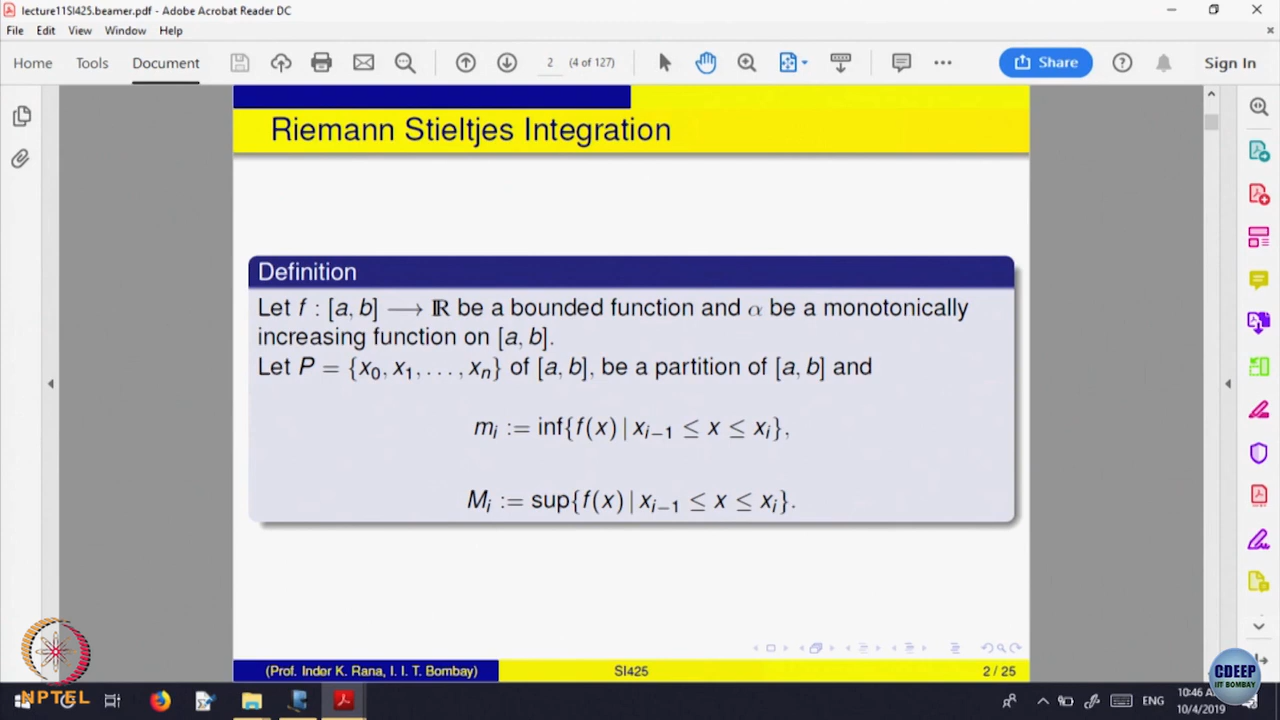 lecture11SI425.beamer.pdf - Adobe Acrobat Reader DC
File Edit View Window Help
Home Tools Document 2 (4 of 127) Share Sign In
Riemann Stieltjes Integration
Definition
Let f : [a, b] ⟶ ℝ be a bounded function and α be a monotonically
increasing function on [a, b].
Let P = {x₀, x₁, . . . , xₙ} of [a, b], be a partition of [a, b] and
mᵢ := inf{f(x) | xᵢ₋₁ ≤ x ≤ xᵢ},
Mᵢ := sup{f(x) | xᵢ₋₁ ≤ x ≤ xᵢ}.
(Prof. Inder K. Rana, I. I. T. Bombay) SI425 2 / 25
NPTEL
CDEEP
IIT BOMBAY
ENG
10:46
10/4/2019